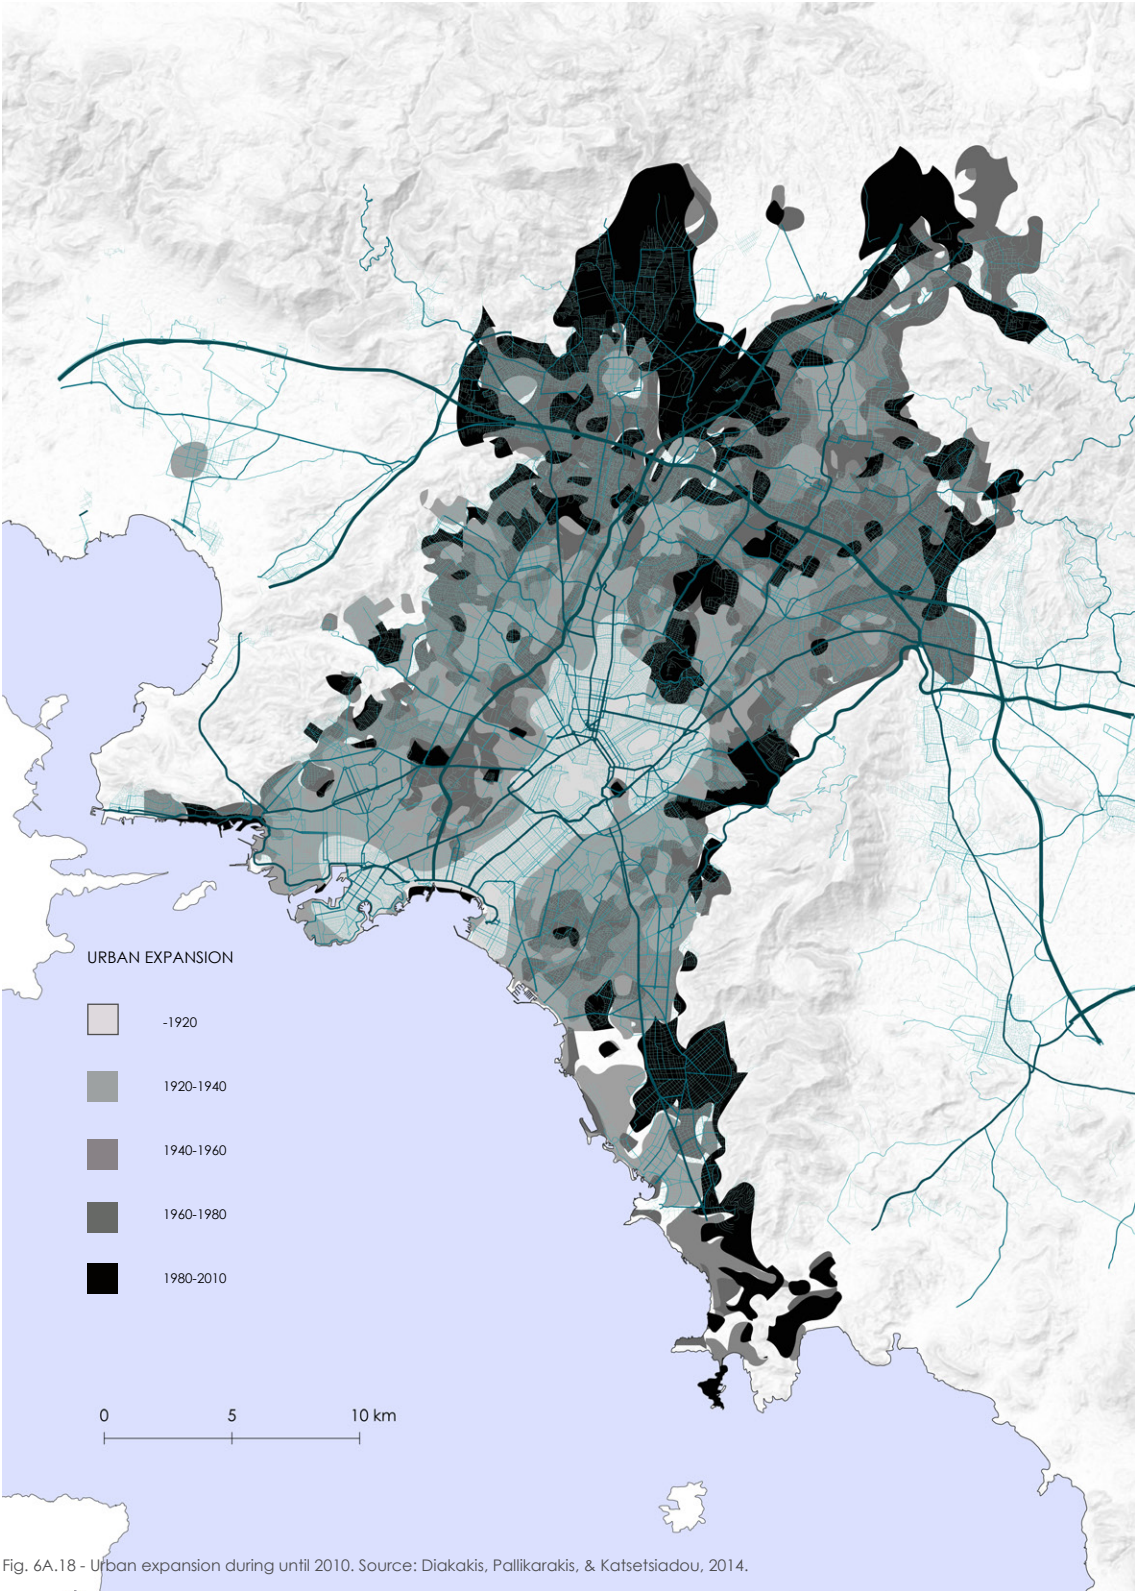 URBAN EXPANSION
-1920
1920-1940
1940-1960
1960-1980
1980-2010
0 5 10 km
Fig. 6A.18 - Urban expansion during until 2010. Source: Diakakis, Pallikarakis, & Katsetsiadou, 2014.